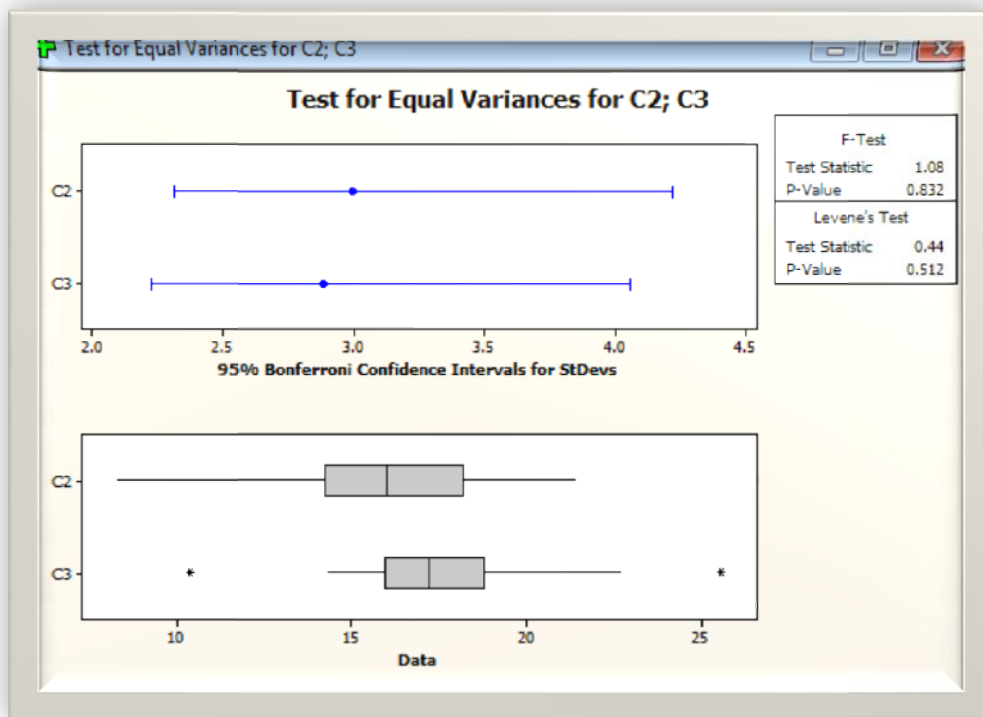 Test for Equal Variances for C2; C3
Test for Equal Variances for C2; C3
F-Test
Test Statistic 1.08
P-Value 0.832
Levene's Test
Test Statistic 0.44
P-Value 0.512
C2
C3
2.0 2.5 3.0 3.5 4.0 4.5
95% Bonferroni Confidence Intervals for StDevs
C2
C3
10 15 20 25
Data